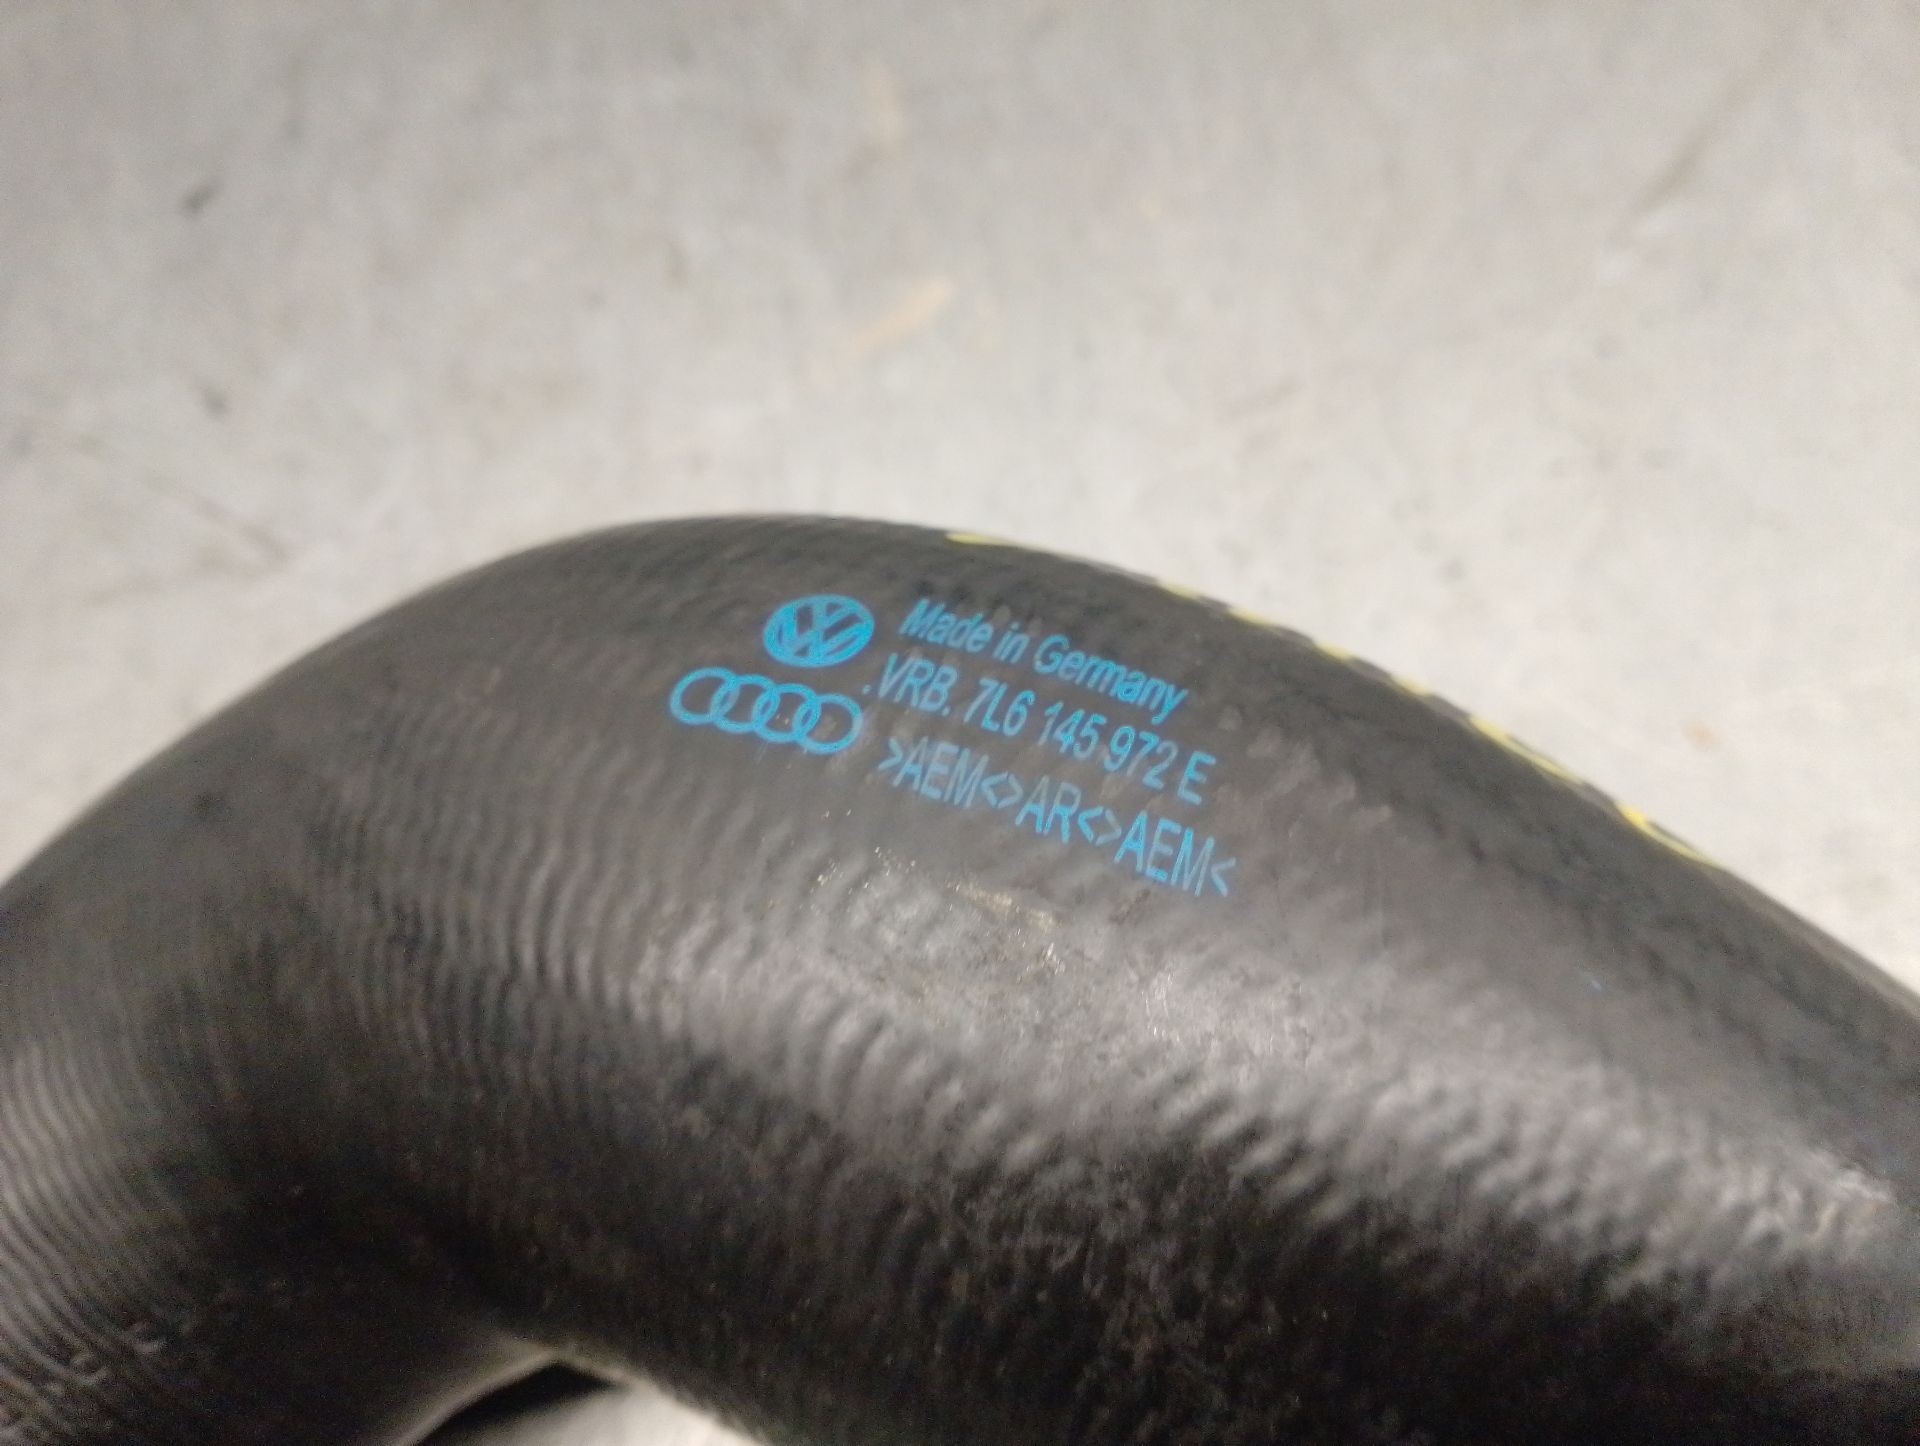 Made in Germany
VRB. 7L6 145 972 E
>AEM<>AR<>AEM<